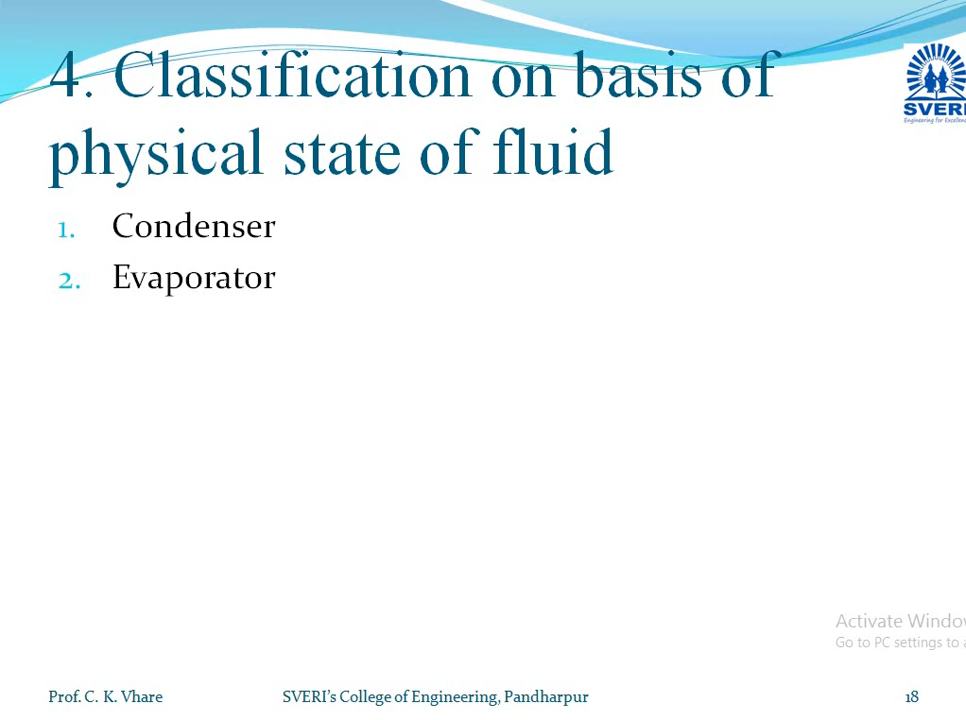 4. Classification on basis of
physical state of fluid
SVERI
Engineering for Excellence
1. Condenser
2. Evaporator
Activate Window
Go to PC settings to a
Prof. C. K. Vhare
SVERI's College of Engineering, Pandharpur
18